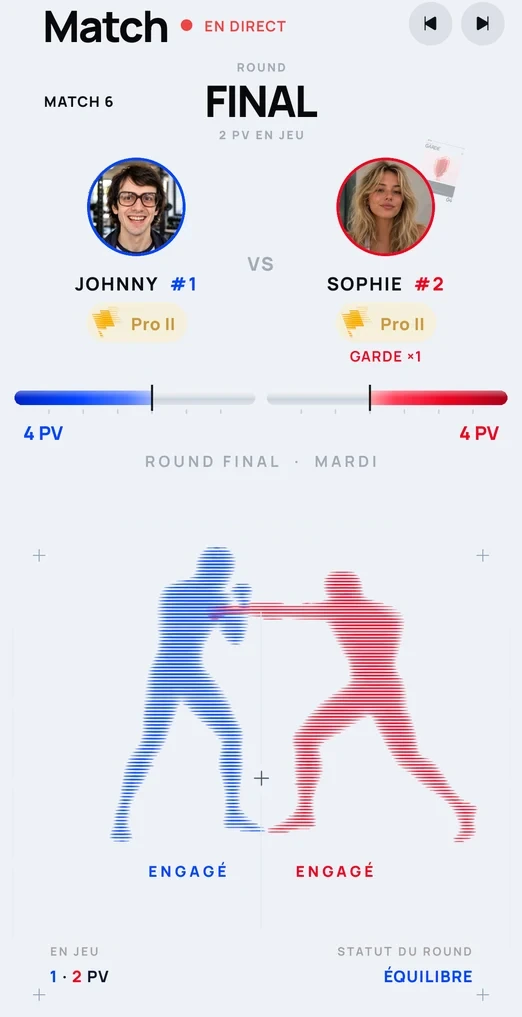 Match EN DIRECT
ROUND
MATCH 6
FINAL
2 PV EN JEU
GARDE
VS
JOHNNY #1
SOPHIE #2
Pro II
Pro II
GARDE ×1
4 PV
4 PV
ROUND FINAL · MARDI
ENGAGÉ
ENGAGÉ
EN JEU
STATUT DU ROUND
1 · 2 PV
ÉQUILIBRE